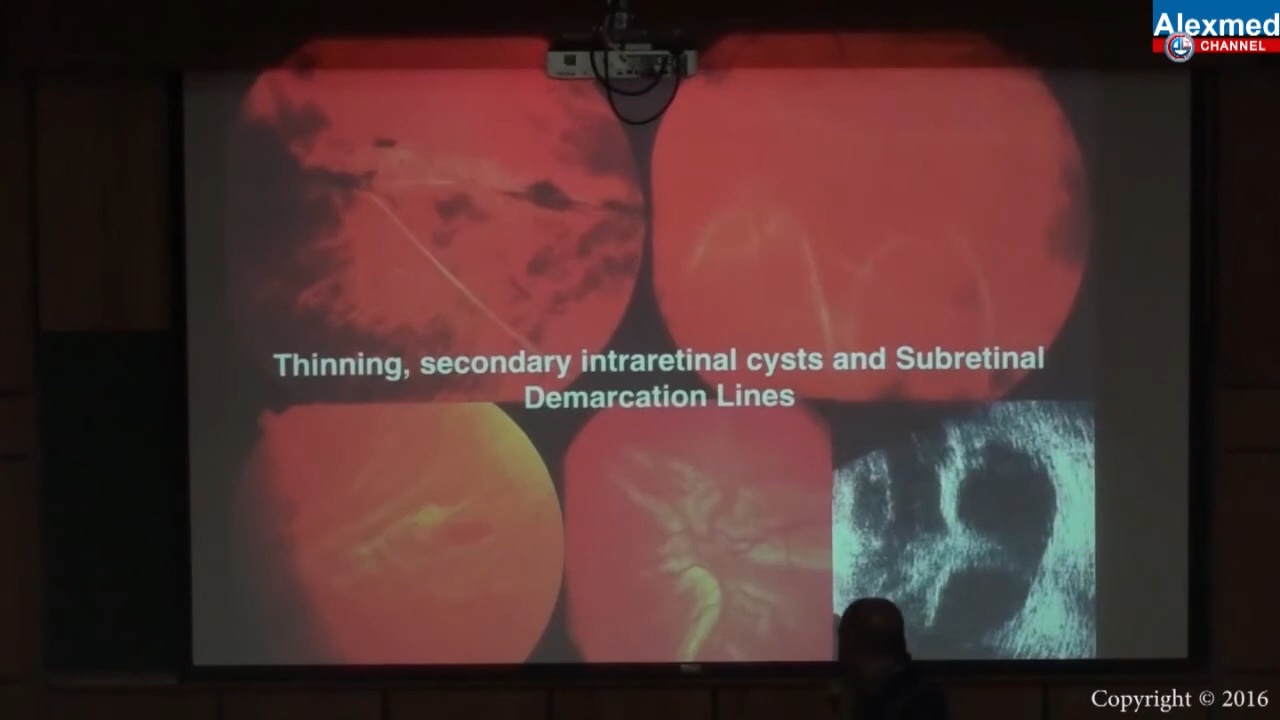 Alexmed
CHANNEL
Thinning, secondary intraretinal cysts and Subretinal
Demarcation Lines
Copyright © 2016